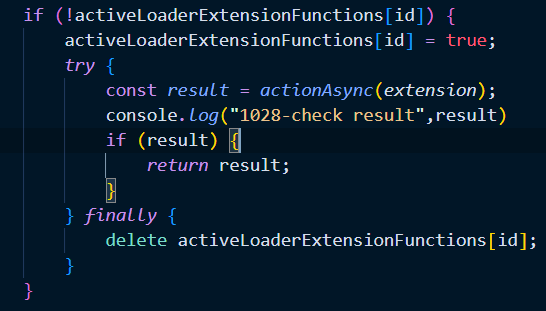 if (!activeLoaderExtensionFunctions[id]) {
activeLoaderExtensionFunctions[id] = true;
try {
const result = actionAsync(extension);
console.log("1028-check result",result)
if (result) {
return result;
}
} finally {
delete activeLoaderExtensionFunctions[id];
}
}